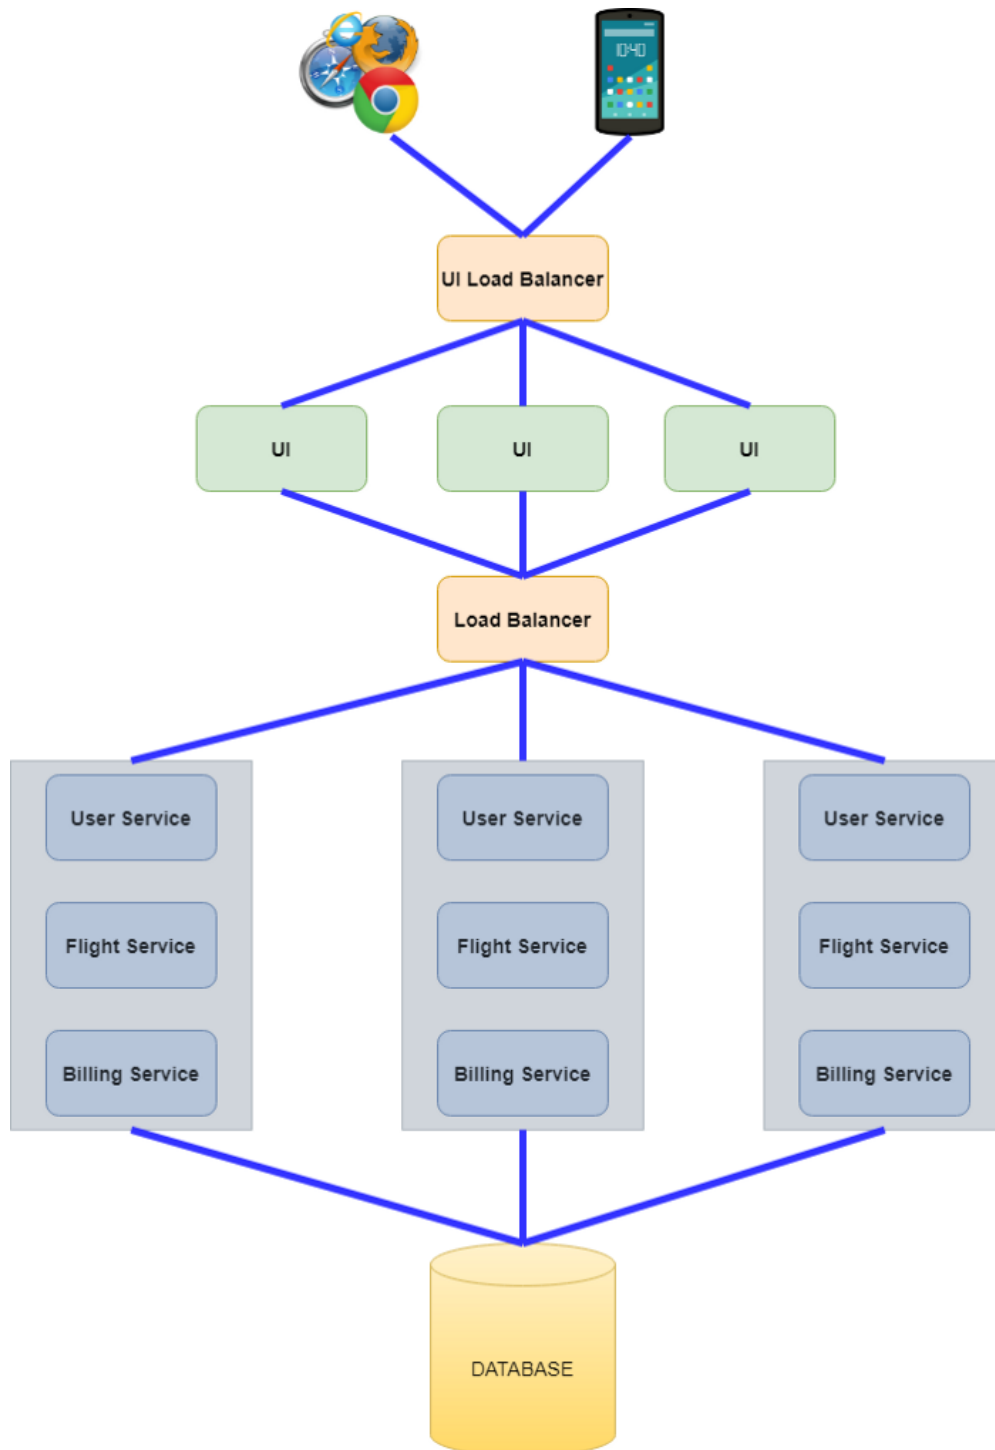 10:40
UI Load Balancer
UI
UI
UI
Load Balancer
User Service
User Service
User Service
Flight Service
Flight Service
Flight Service
Billing Service
Billing Service
Billing Service
DATABASE